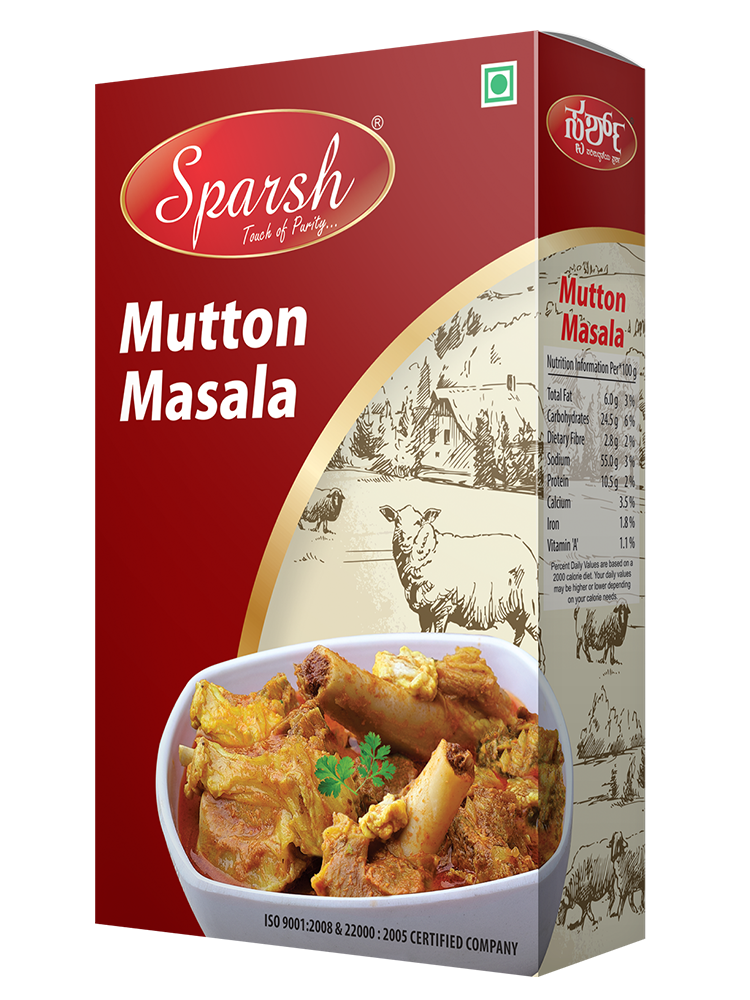 Sparsh®
Touch of Purity...
Mutton
Masala
ISO 9001:2008 & 22000 : 2005 CERTIFIED COMPANY
ಸ್ಪರ್ಶ್
Mutton
Masala
Nutrition Information Per*100 g
Total Fat 6.0 g 3 %
Carbohydrates 24.5 g 6 %
Dietary Fibre 2.8 g 2 %
Sodium 55.0 g 3 %
Protein 10.5 g 2 %
Calcium 3.5 %
Iron 1.8 %
Vitamin 'A' 1.1 %
*Percent Daily Values are based on a
2000 calorie diet. Your daily values
may be higher or lower depending
on your calorie needs.